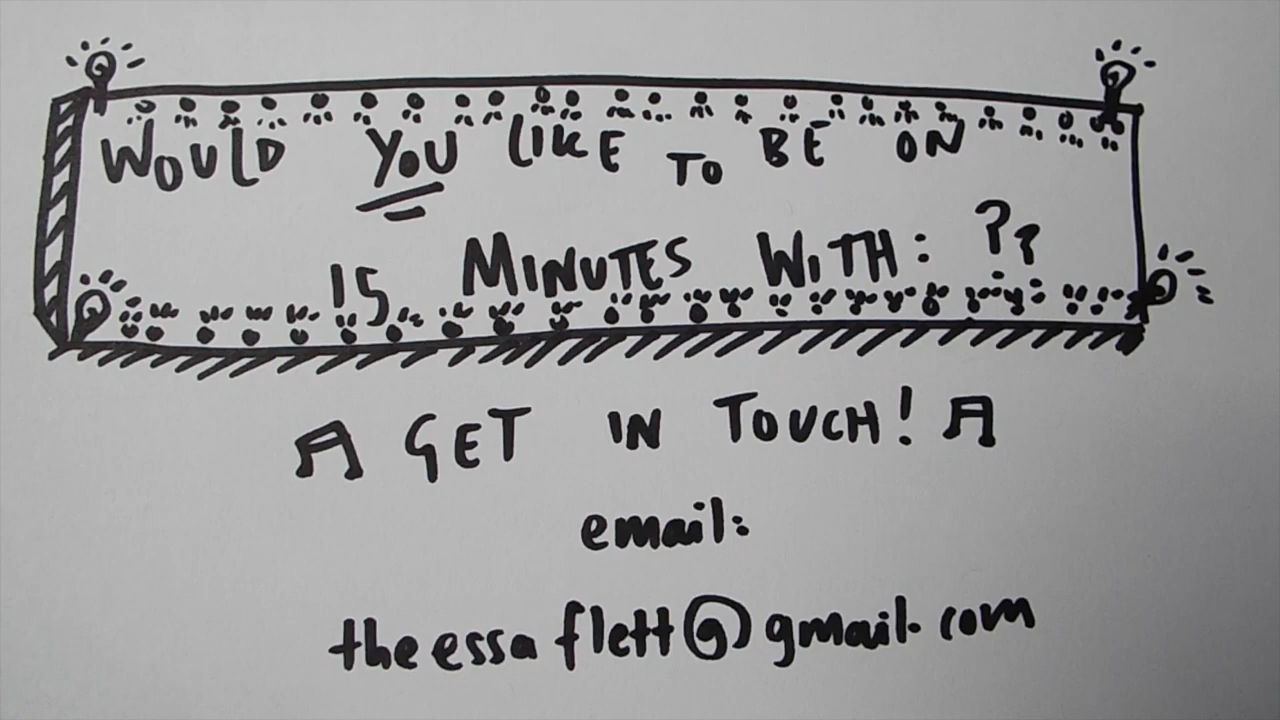 WOULD YOU LIKE TO BE ON
15 MINUTES WITH: ??
GET IN TOUCH!
email:
theessaflett@gmail.com